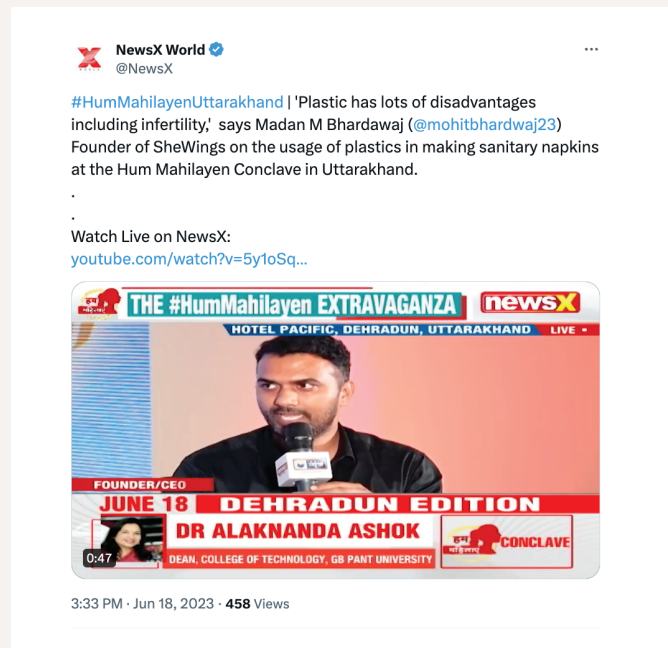 NewsX World
@NewsX
#HumMahilayenUttarakhand | 'Plastic has lots of disadvantages
including infertility,' says Madan M Bhardawaj (@mohitbhardwaj23)
Founder of SheWings on the usage of plastics in making sanitary napkins
at the Hum Mahilayen Conclave in Uttarakhand.
.
.
Watch Live on NewsX:
youtube.com/watch?v=5y1oSq...
हम
महिलाएं
THE #HumMahilayen EXTRAVAGANZA
newsX
HOTEL PACIFIC, DEHRADUN, UTTARAKHAND
LIVE
FOUNDER/CEO
JUNE 18
DEHRADUN EDITION
DR ALAKNANDA ASHOK
DEAN, COLLEGE OF TECHNOLOGY, GB PANT UNIVERSITY
हम
महिलाएं
CONCLAVE
0:47
3:33 PM · Jun 18, 2023 · 458 Views